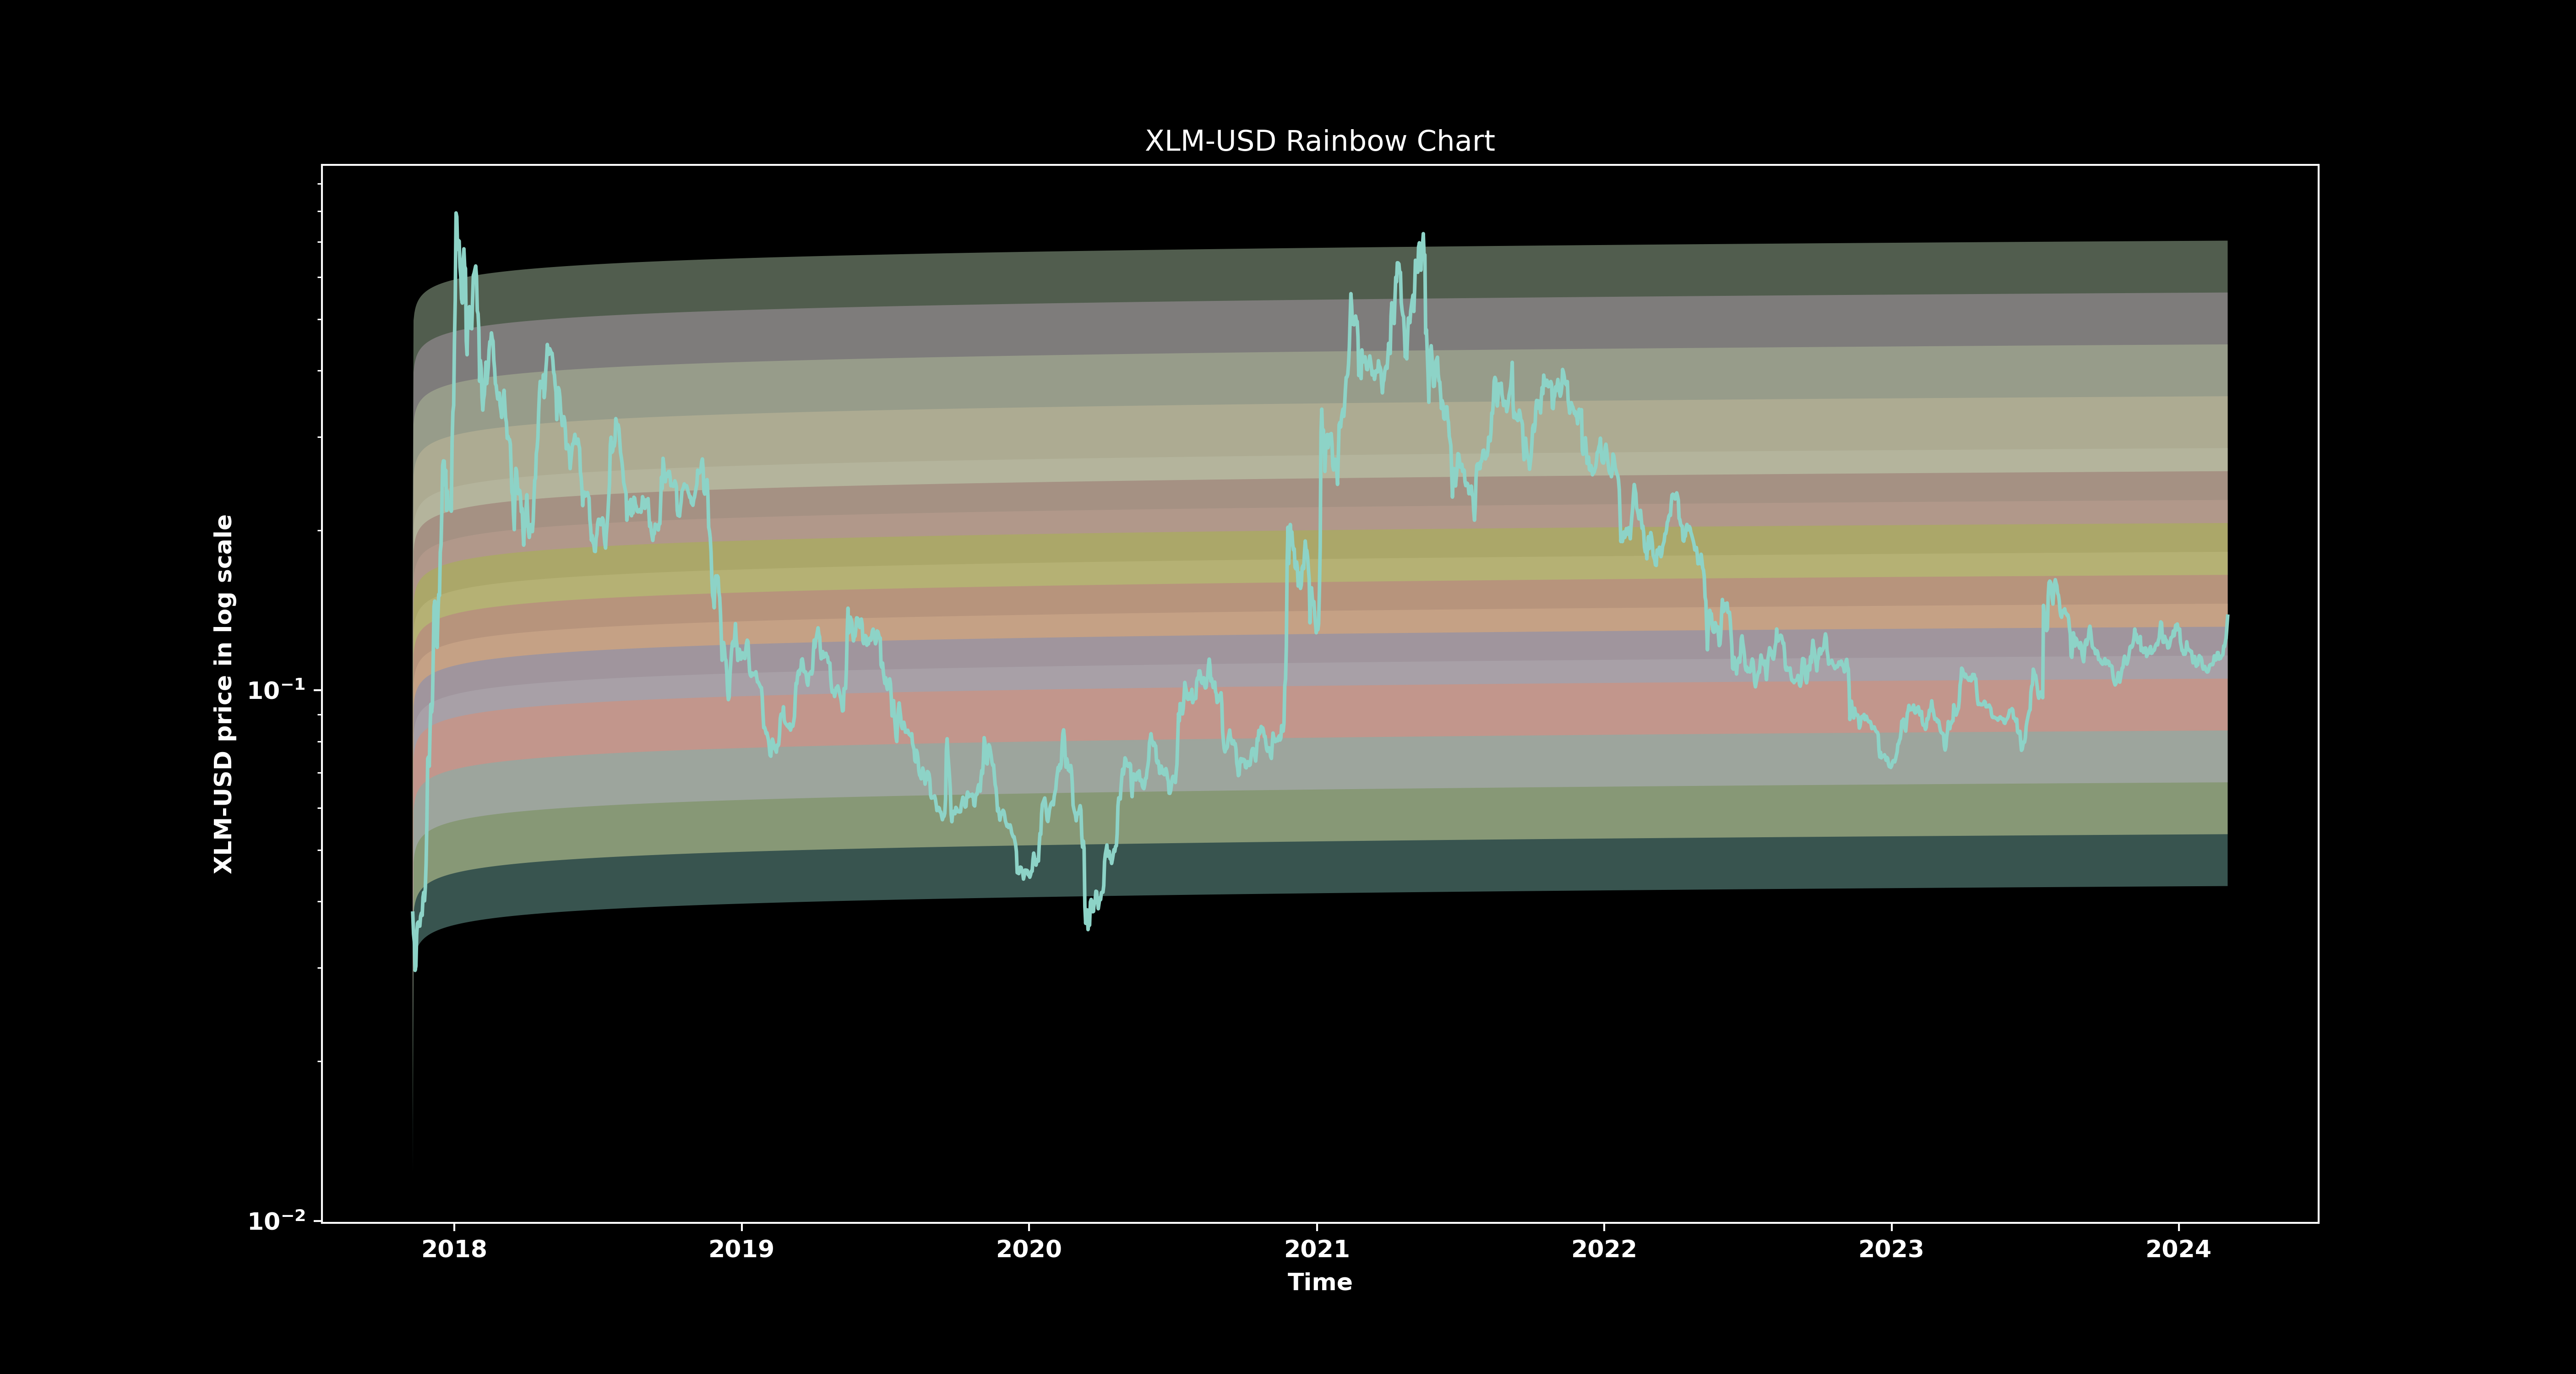 XLM-USD Rainbow Chart
XLM-USD price in log scale
10⁻¹
10⁻²
2018 2019 2020 2021 2022 2023 2024
Time